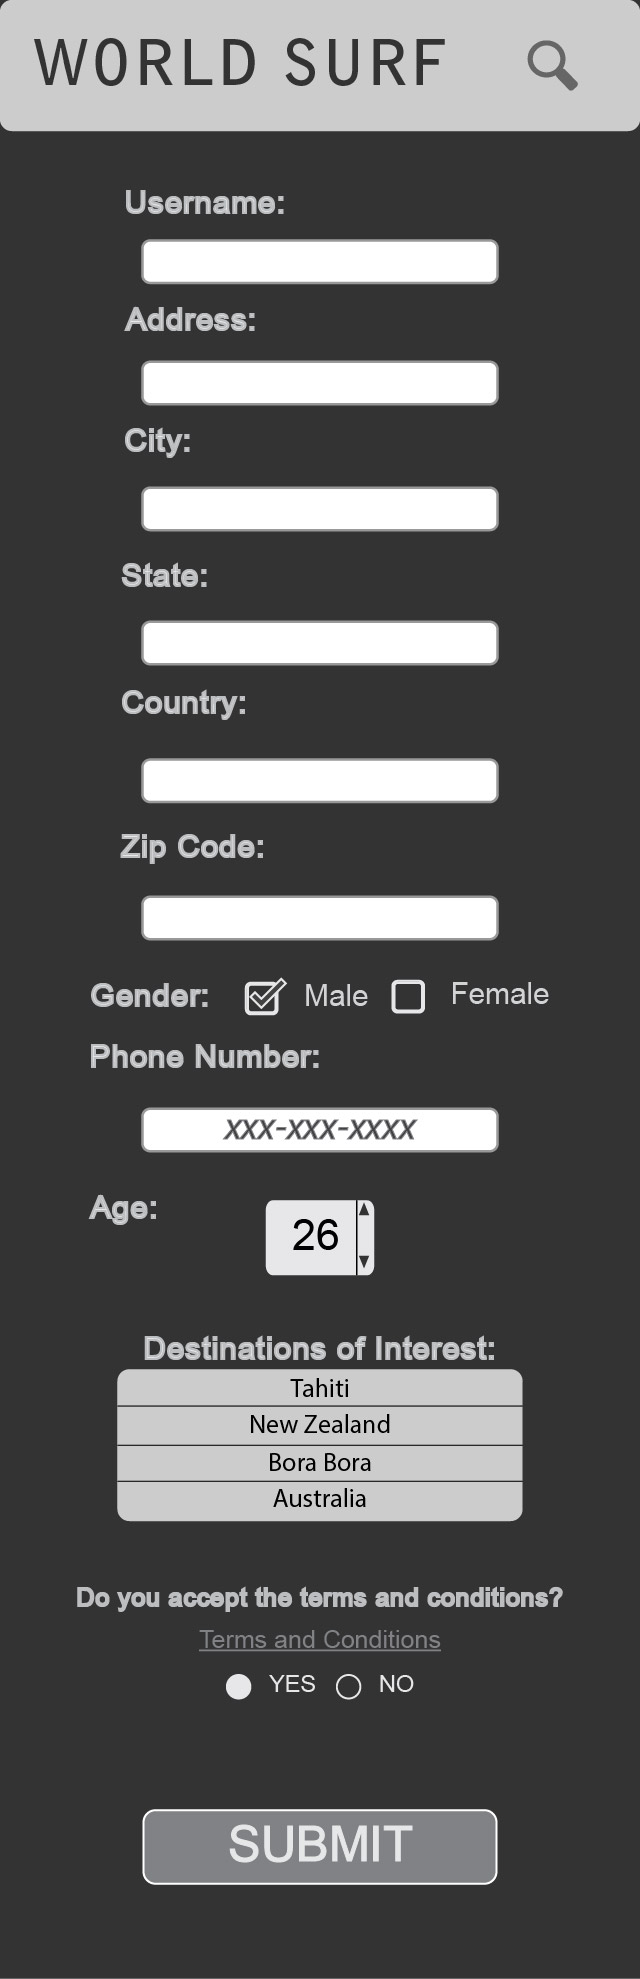 WORLD SURF
Username:
Address:
City:
State:
Country:
Zip Code:
Gender: Male Female
Phone Number:
XXX-XXX-XXXX
Age: 26
Destinations of Interest:
Tahiti
New Zealand
Bora Bora
Australia
Do you accept the terms and conditions?
Terms and Conditions
YES NO
SUBMIT